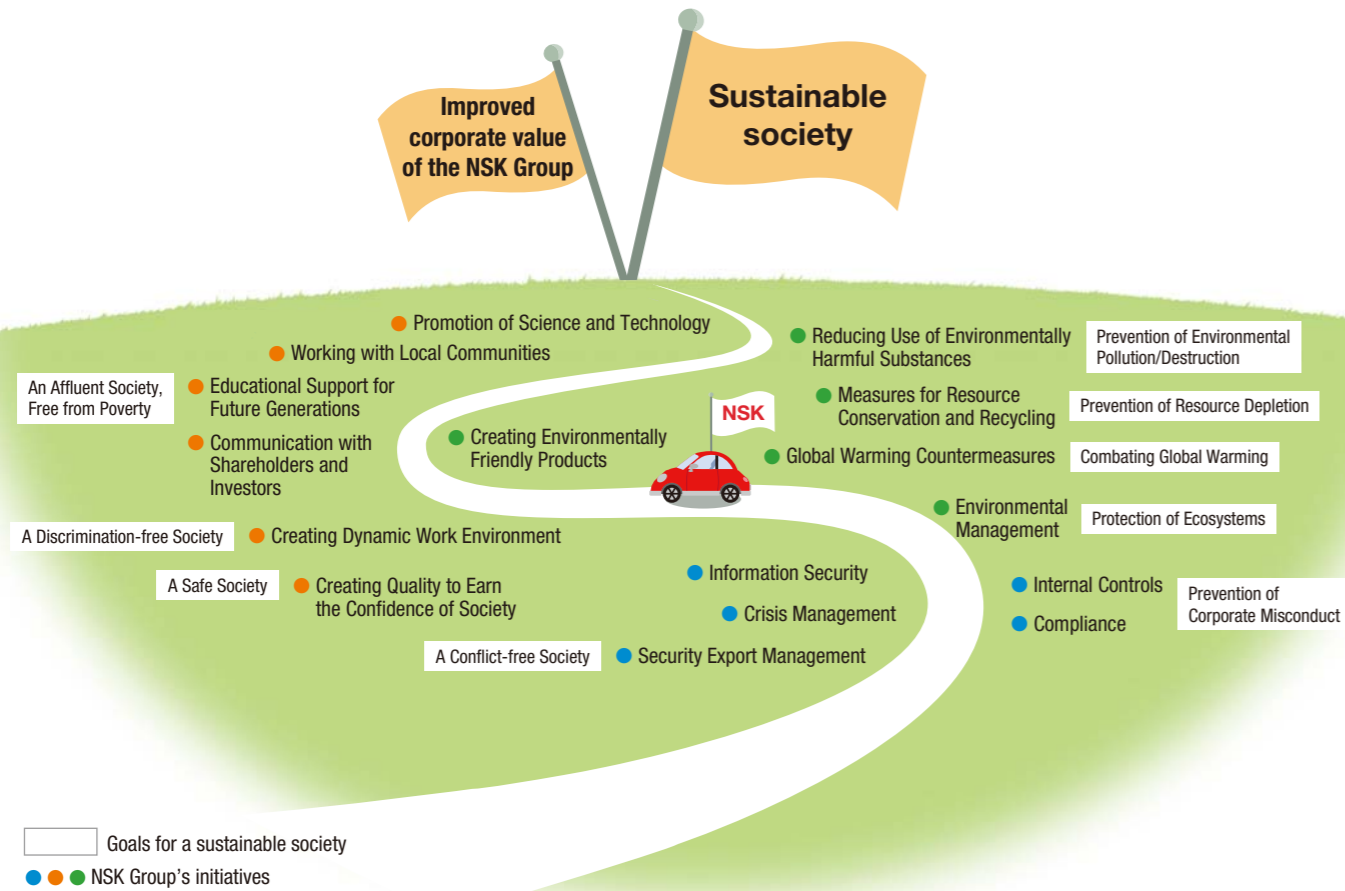 Improved
corporate value
of the NSK Group
Sustainable
society
Promotion of Science and Technology
Working with Local Communities
An Affluent Society,
Free from Poverty
Educational Support for
Future Generations
Communication with
Shareholders and
Investors
Creating Environmentally
Friendly Products
NSK
Reducing Use of Environmentally
Harmful Substances
Prevention of Environmental
Pollution/Destruction
Measures for Resource
Conservation and Recycling
Prevention of Resource Depletion
Global Warming Countermeasures
Combating Global Warming
Environmental
Management
Protection of Ecosystems
A Discrimination-free Society
Creating Dynamic Work Environment
A Safe Society
Creating Quality to Earn
the Confidence of Society
Information Security
Crisis Management
A Conflict-free Society
Security Export Management
Internal Controls
Compliance
Prevention of
Corporate Misconduct
Goals for a sustainable society
NSK Group's initiatives